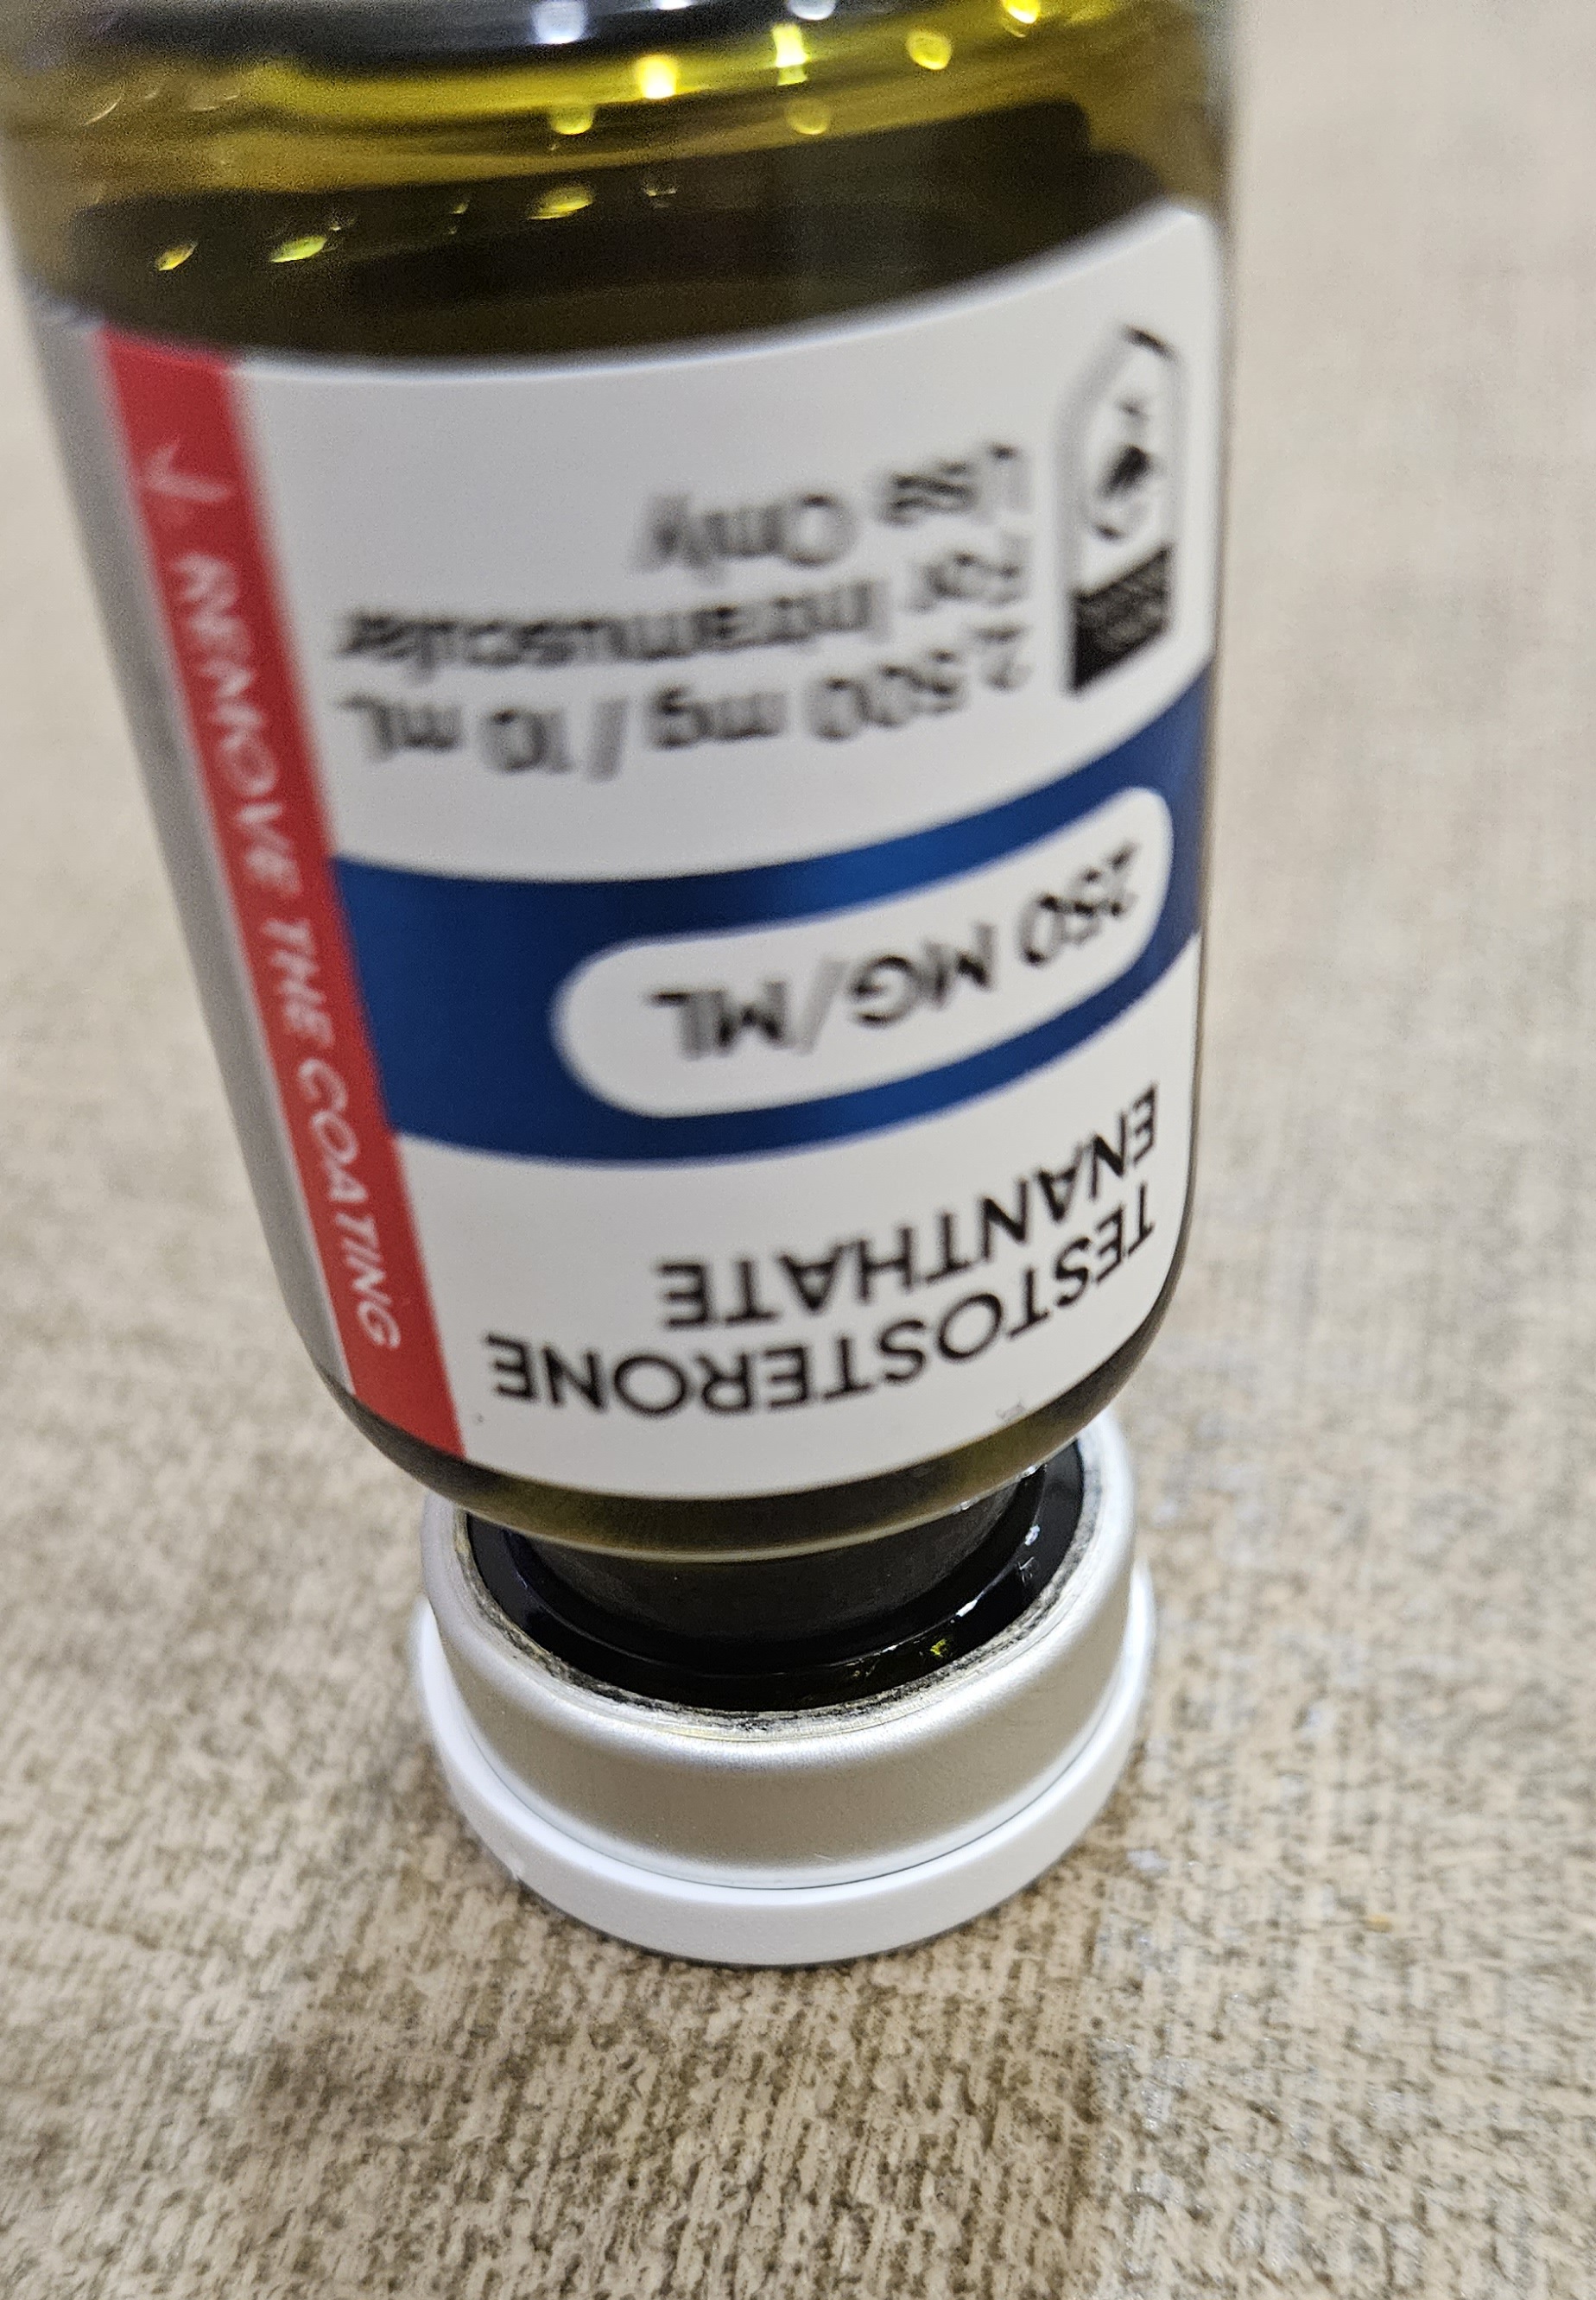 TESTOSTERONE
ENANTHATE
250 MG/ML
2,500 mg / 10 mL
For Intramuscular
Use Only
REMOVE THE COATING